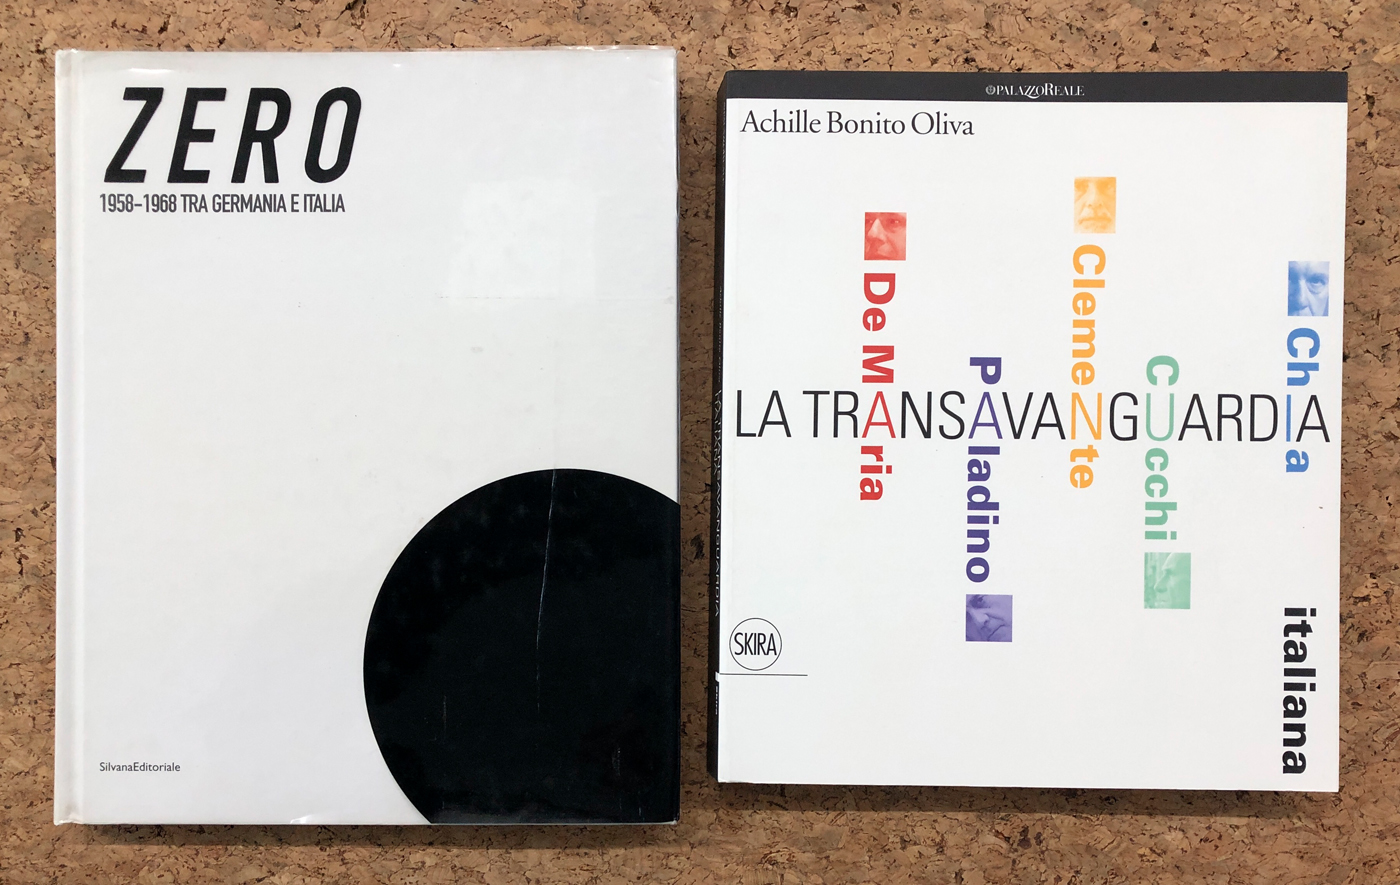 ZERO
1958–1968 TRA GERMANIA E ITALIA
SilvanaEditoriale
PALAZZOREALE
Achille Bonito Oliva
De MAria
PAladino
ClemeNte
CUcchi
ChIa
LA TRANSAVANGUARDIA
italiana
SKIRA